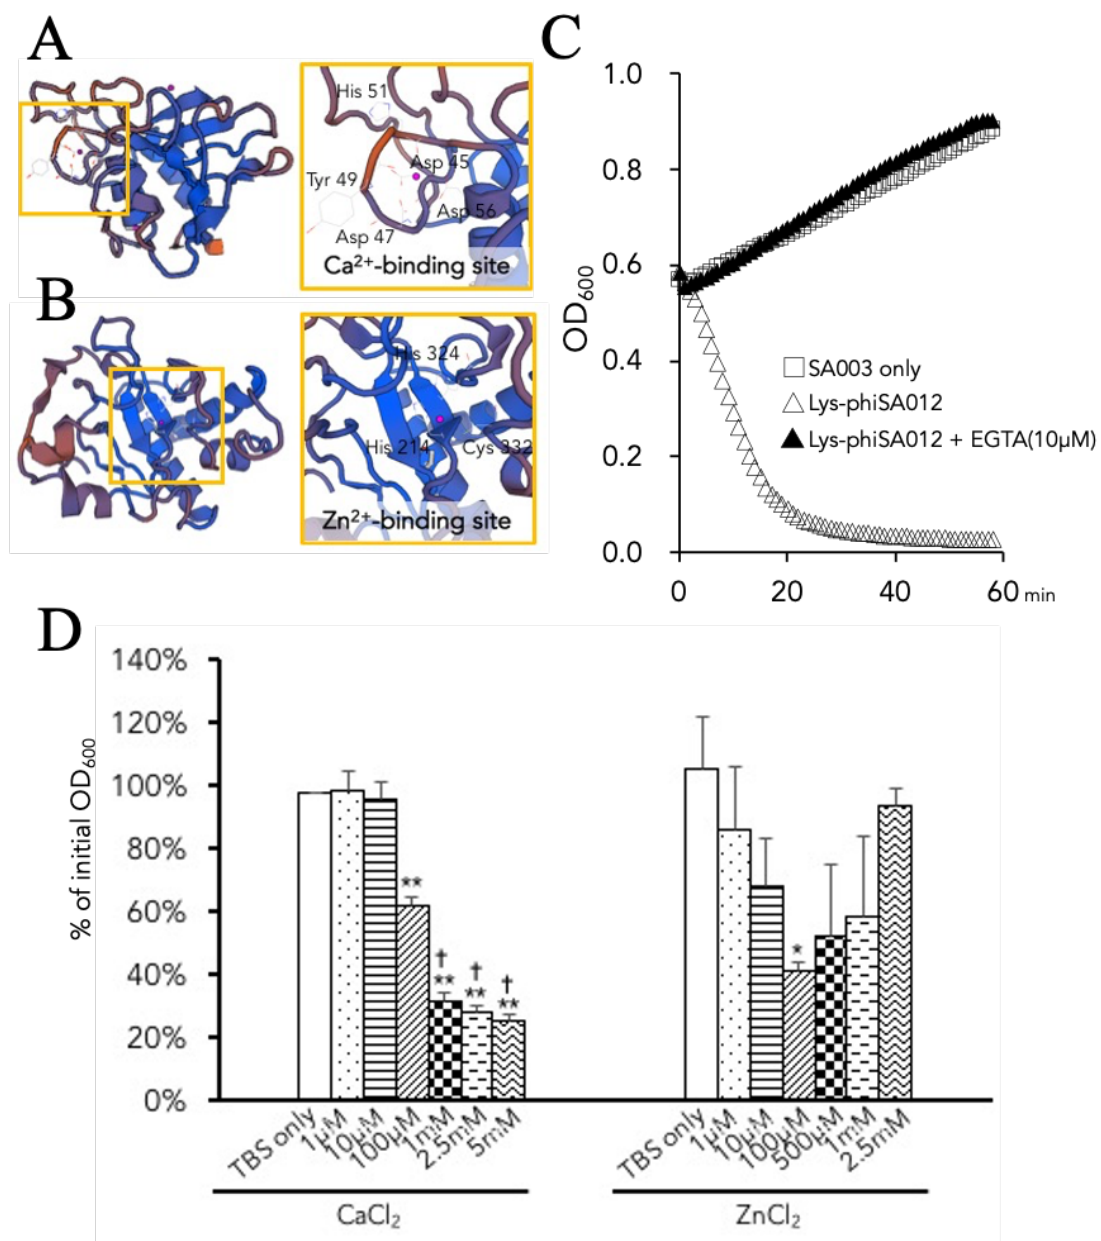 A
His 51
Asp 45
Tyr 49
Asp 56
Asp 47
Ca²⁺-binding site
B
His 324
His 214
Cys 332
Zn²⁺-binding site
C
1.0
0.8
0.6
0.4
0.2
0.0
OD₆₀₀
SA003 only
Lys-phiSA012
Lys-phiSA012 + EGTA(10µM)
0 20 40 60 min
D
140%
120%
100%
80%
60%
40%
20%
0%
% of initial OD₆₀₀
**
† **
† **
† **
*
TBS only 1µM 10µM 100µM 1mM 2.5mM 5mM
TBS only 1µM 10µM 100µM 500µM 1mM 2.5mM
CaCl₂
ZnCl₂